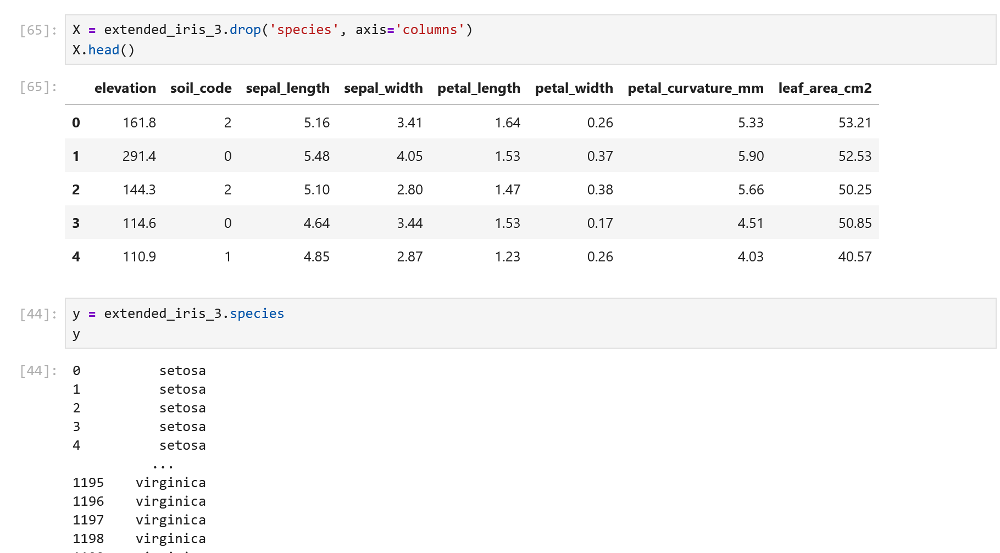 [65]: X = extended_iris_3.drop('species', axis='columns')
X.head()
[65]: elevation soil_code sepal_length sepal_width petal_length petal_width petal_curvature_mm leaf_area_cm2
0 161.8 2 5.16 3.41 1.64 0.26 5.33 53.21
1 291.4 0 5.48 4.05 1.53 0.37 5.90 52.53
2 144.3 2 5.10 2.80 1.47 0.38 5.66 50.25
3 114.6 0 4.64 3.44 1.53 0.17 4.51 50.85
4 110.9 1 4.85 2.87 1.23 0.26 4.03 40.57
[44]: y = extended_iris_3.species
y
[44]: 0 setosa
1 setosa
2 setosa
3 setosa
4 setosa
...
1195 virginica
1196 virginica
1197 virginica
1198 virginica